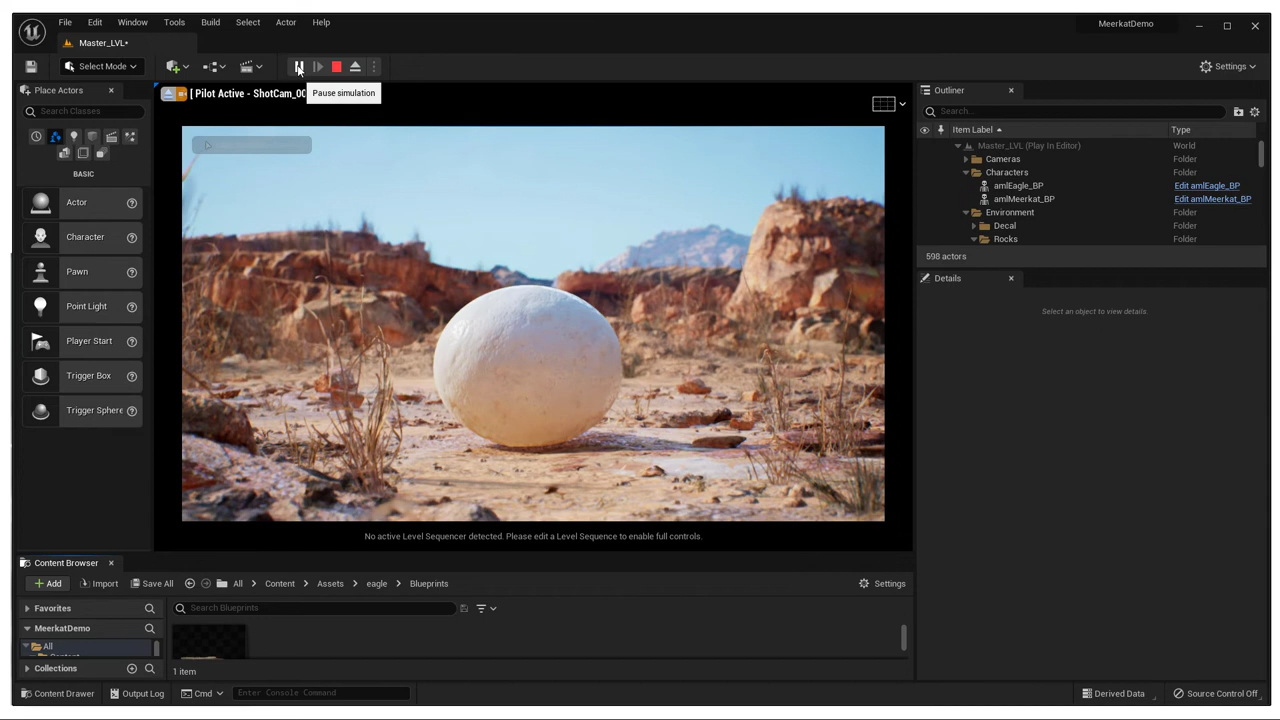 File Edit Window Tools Build Select Actor Help
MeerkatDemo
Master_LVL•
Select Mode
Settings
Place Actors
[ Pilot Active - ShotCam_00
Pause simulation
Outliner
Search Classes
Search...
Item Label
Type
Master_LVL (Play In Editor) World
Cameras Folder
Characters Folder
amlEagle_BP Edit amlEagle_BP
amlMeerkat_BP Edit amlMeerkat_BP
Environment Folder
Decal Folder
Rocks Folder
598 actors
BASIC
Actor
Character
Pawn
Point Light
Player Start
Trigger Box
Trigger Sphere
Details
Select an object to view details.
No active Level Sequencer detected. Please edit a Level Sequence to enable full controls.
Content Browser
Add Import Save All All Content Assets eagle Blueprints Settings
Favorites
Search Blueprints
MeerkatDemo
All
Collections
1 item
Content Drawer Output Log Cmd Enter Console Command Derived Data Source Control Off